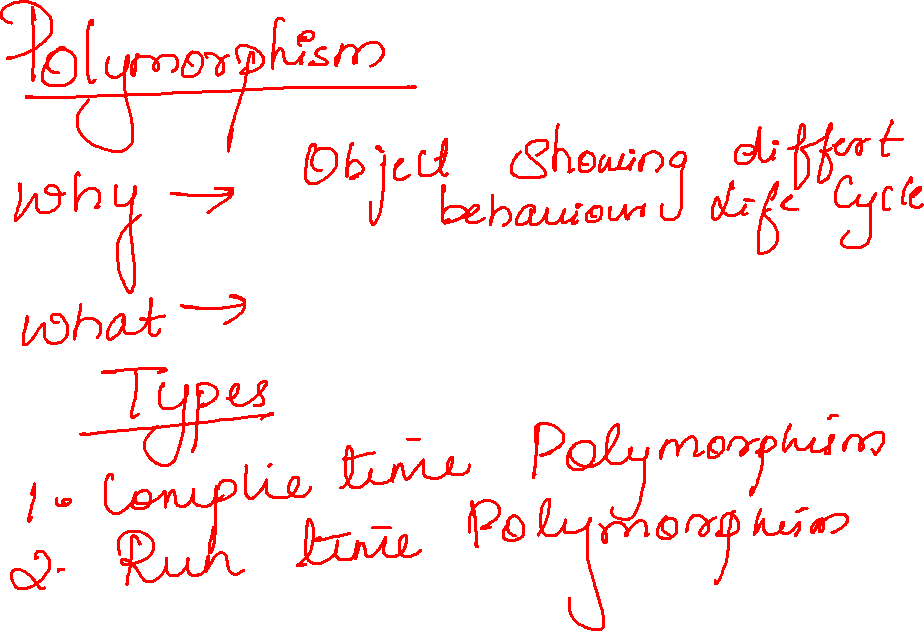 Polymorphism
Why → Object Showing differt
behaviour Life Cycle
What →
Types
1. Complie time Polymorphism
2. Run time Polymorphism